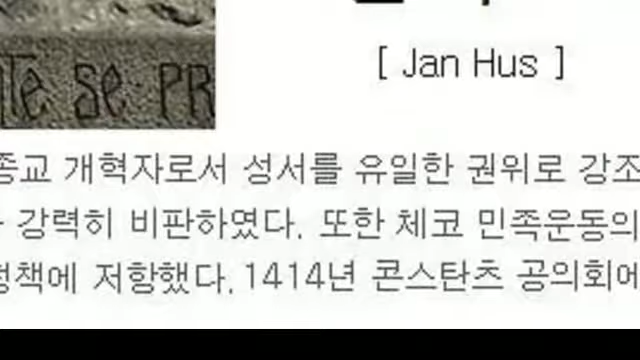 TE SE PR
[ Jan Hus ]
종교 개혁자로서 성서를 유일한 권위로 강조
강력히 비판하였다. 또한 체코 민족운동의
정책에 저항했다. 1414년 콘스탄츠 공의회에